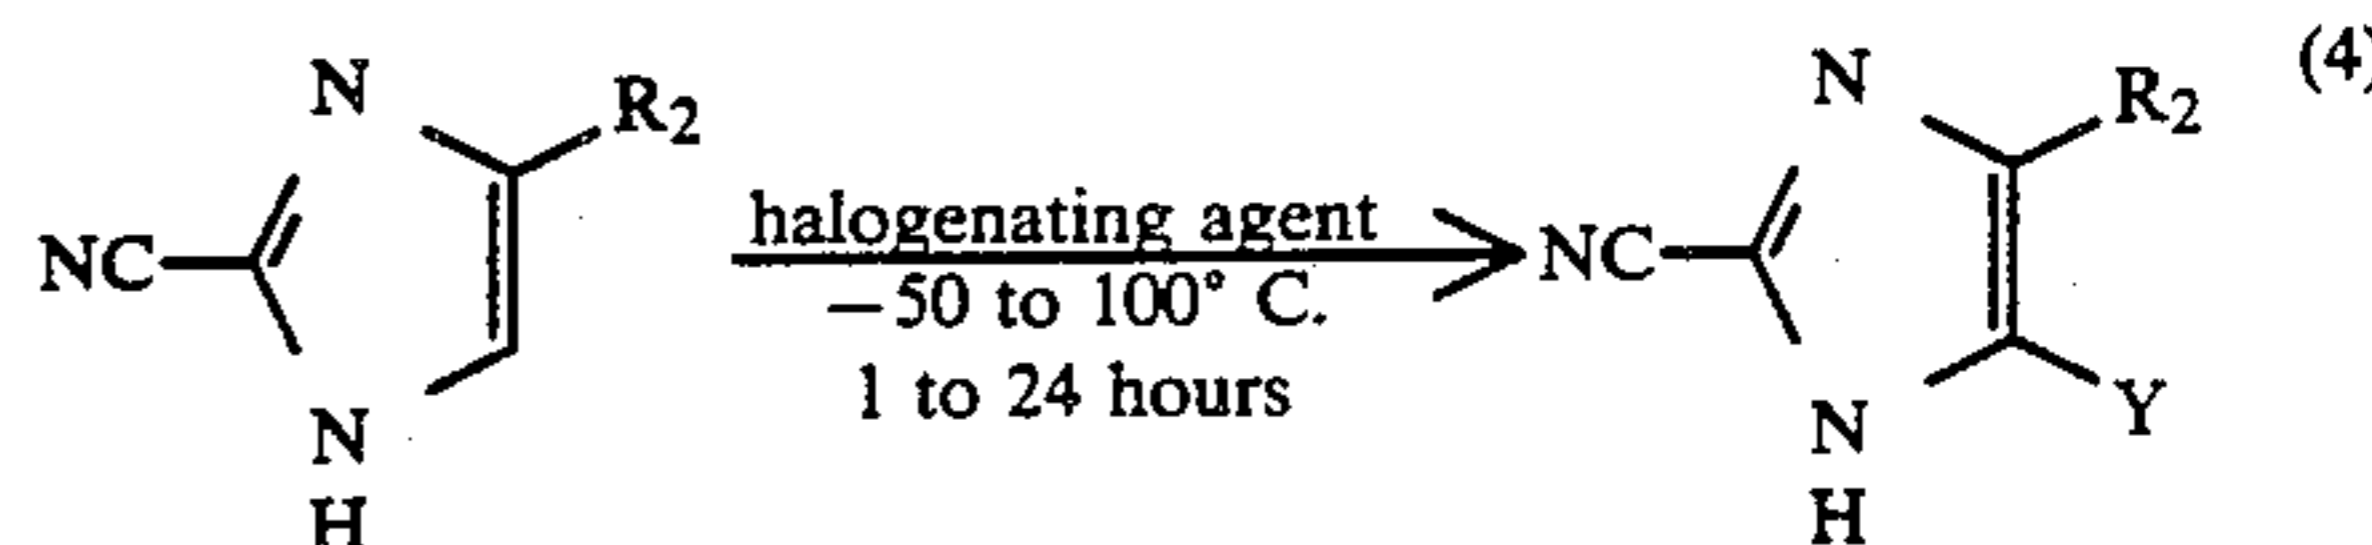 N R2 N R2 (4)
halogenating agent
NC NC
−50 to 100° C.
1 to 24 hours
N Y
H N
H